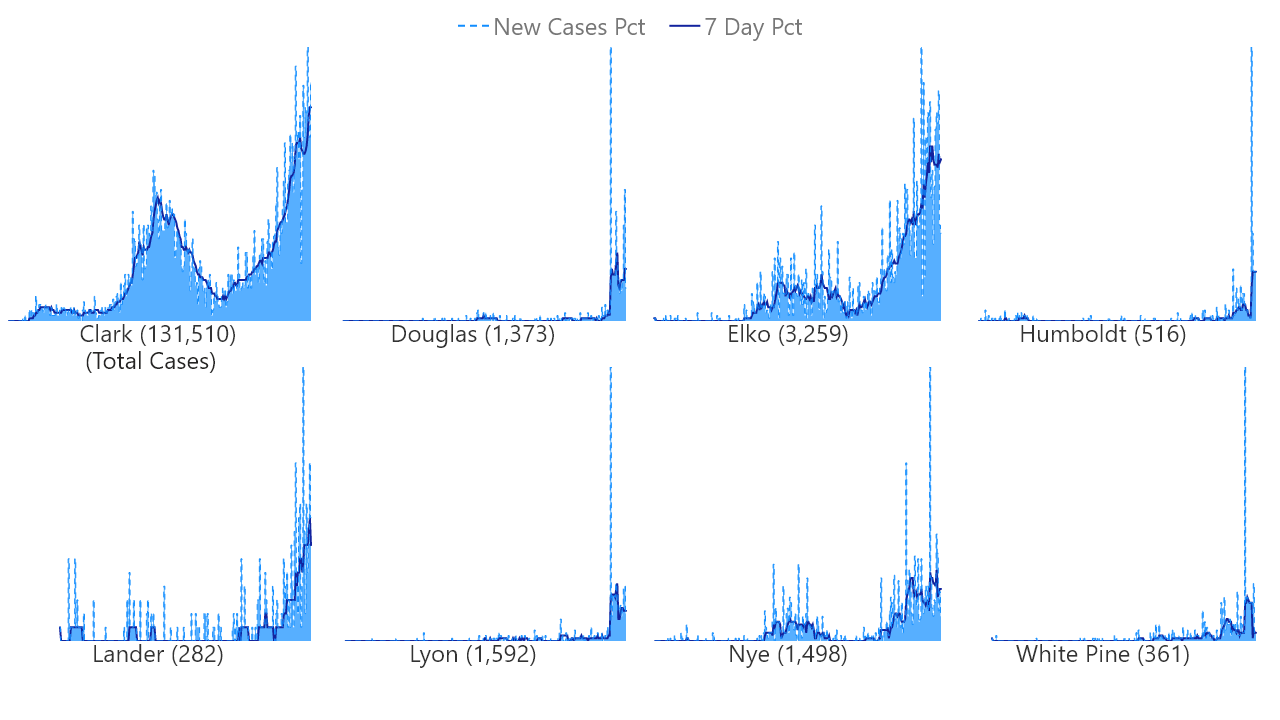 New Cases Pct 7 Day Pct
Clark (131,510) Douglas (1,373) Elko (3,259) Humboldt (516)
(Total Cases)
Lander (282) Lyon (1,592) Nye (1,498) White Pine (361)